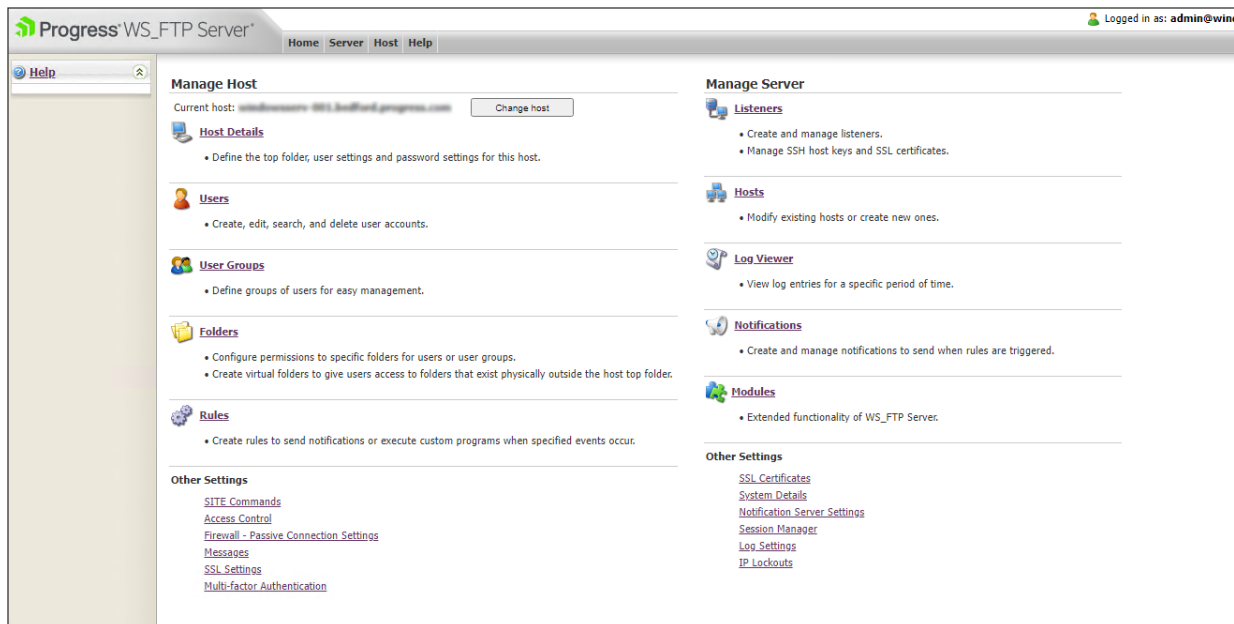 Progress® WS_FTP Server®
Logged in as: admin@win
Home Server Host Help
Help
Manage Host
Current host:
Change host
Host Details
• Define the top folder, user settings and password settings for this host.
Users
• Create, edit, search, and delete user accounts.
User Groups
• Define groups of users for easy management.
Folders
• Configure permissions to specific folders for users or user groups.
• Create virtual folders to give users access to folders that exist physically outside the host top folder.
Rules
• Create rules to send notifications or execute custom programs when specified events occur.
Other Settings
SITE Commands
Access Control
Firewall - Passive Connection Settings
Messages
SSL Settings
Multi-factor Authentication
Manage Server
Listeners
• Create and manage listeners.
• Manage SSH host keys and SSL certificates.
Hosts
• Modify existing hosts or create new ones.
Log Viewer
• View log entries for a specific period of time.
Notifications
• Create and manage notifications to send when rules are triggered.
Modules
• Extended functionality of WS_FTP Server.
Other Settings
SSL Certificates
System Details
Notification Server Settings
Session Manager
Log Settings
IP Lockouts